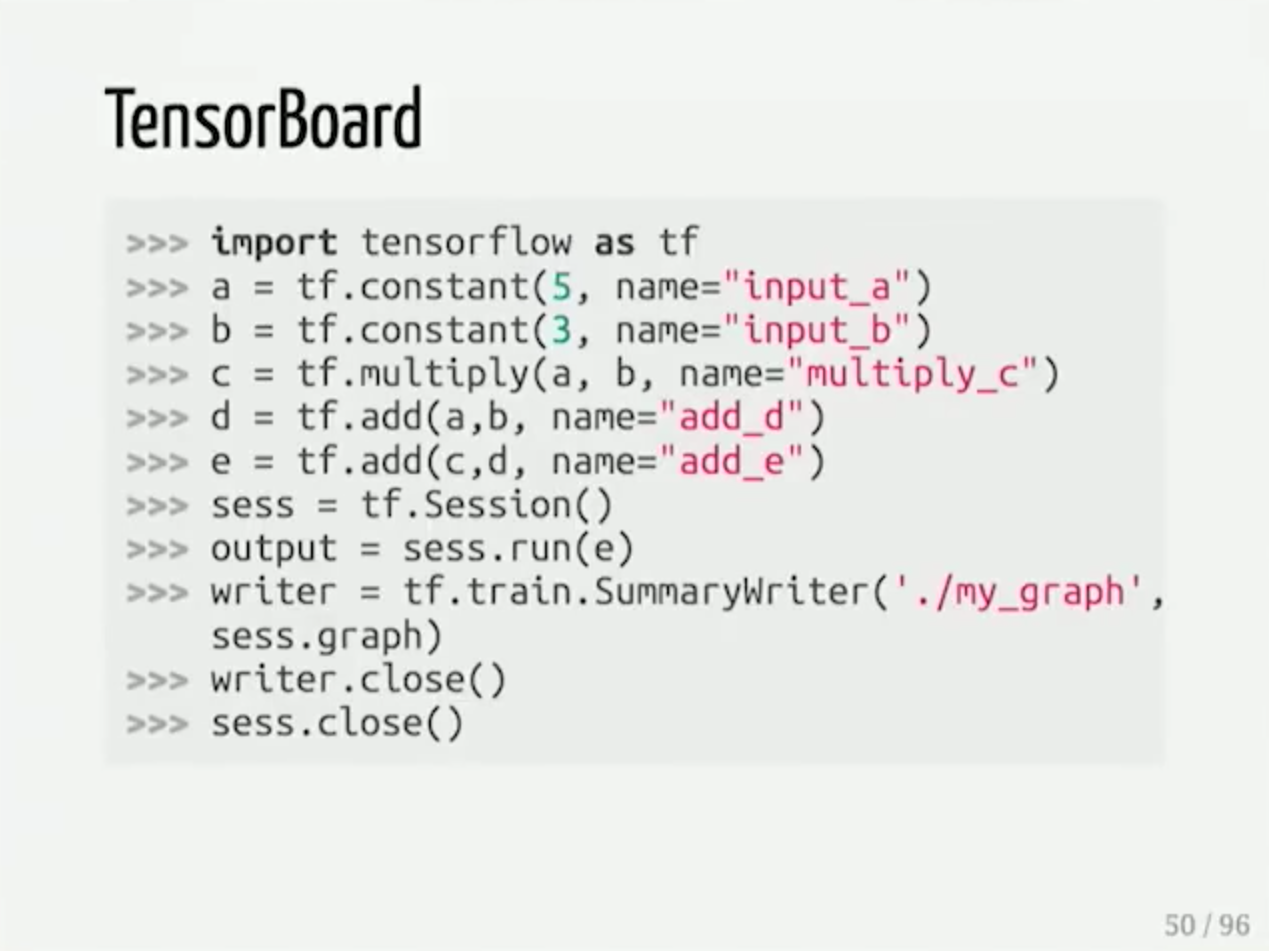 TensorBoard
>>> import tensorflow as tf
>>> a = tf.constant(5, name="input_a")
>>> b = tf.constant(3, name="input_b")
>>> c = tf.multiply(a, b, name="multiply_c")
>>> d = tf.add(a,b, name="add_d")
>>> e = tf.add(c,d, name="add_e")
>>> sess = tf.Session()
>>> output = sess.run(e)
>>> writer = tf.train.SummaryWriter('./my_graph',
sess.graph)
>>> writer.close()
>>> sess.close()
50 / 96